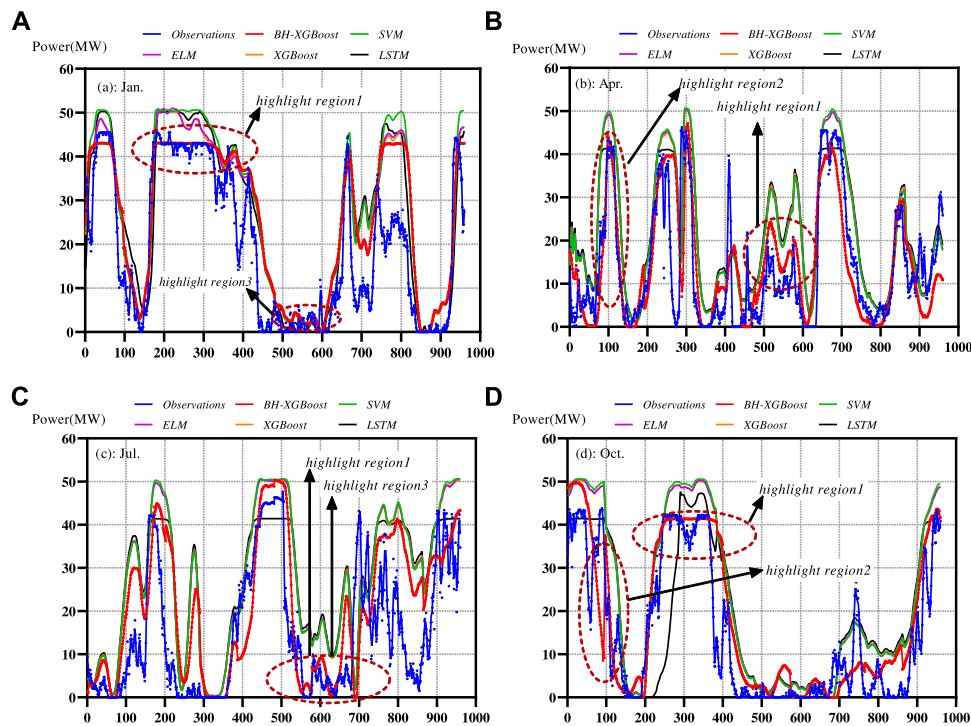 A
Power(MW)
Observations BH-XGBoost SVM
ELM XGBoost LSTM
60
50
40
30
20
10
0
(a): Jan.
highlight region1
highlight region3
0 100 200 300 400 500 600 700 800 900 1000
B
Power(MW)
Observations BH-XGBoost SVM
ELM XGBoost LSTM
60
50
40
30
20
10
0
(b): Apr.
highlight region2
highlight region1
0 100 200 300 400 500 600 700 800 900 1000
C
Power(MW)
Observations BH-XGBoost SVM
ELM XGBoost LSTM
60
50
40
30
20
10
0
(c): Jul.
highlight region1
highlight region3
0 100 200 300 400 500 600 700 800 900 1000
D
Power(MW)
Observations BH-XGBoost SVM
ELM XGBoost LSTM
60
50
40
30
20
10
0
(d): Oct.
highlight region1
highlight region2
0 100 200 300 400 500 600 700 800 900 1000